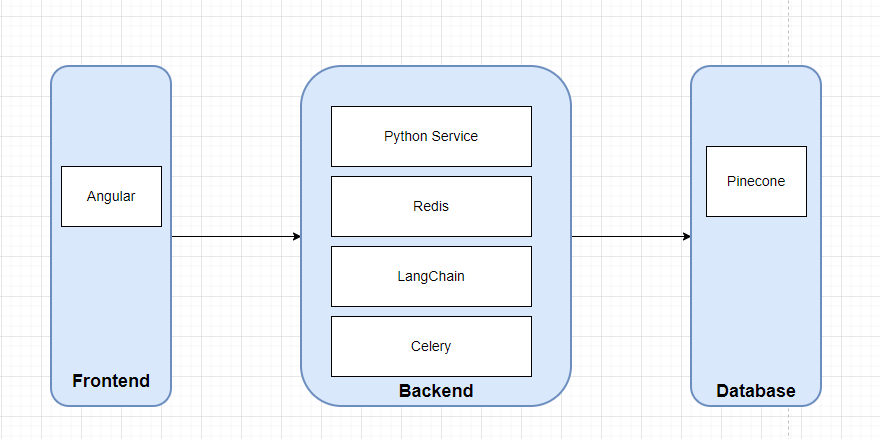 Angular
Frontend
Python Service
Redis
LangChain
Celery
Backend
Pinecone
Database